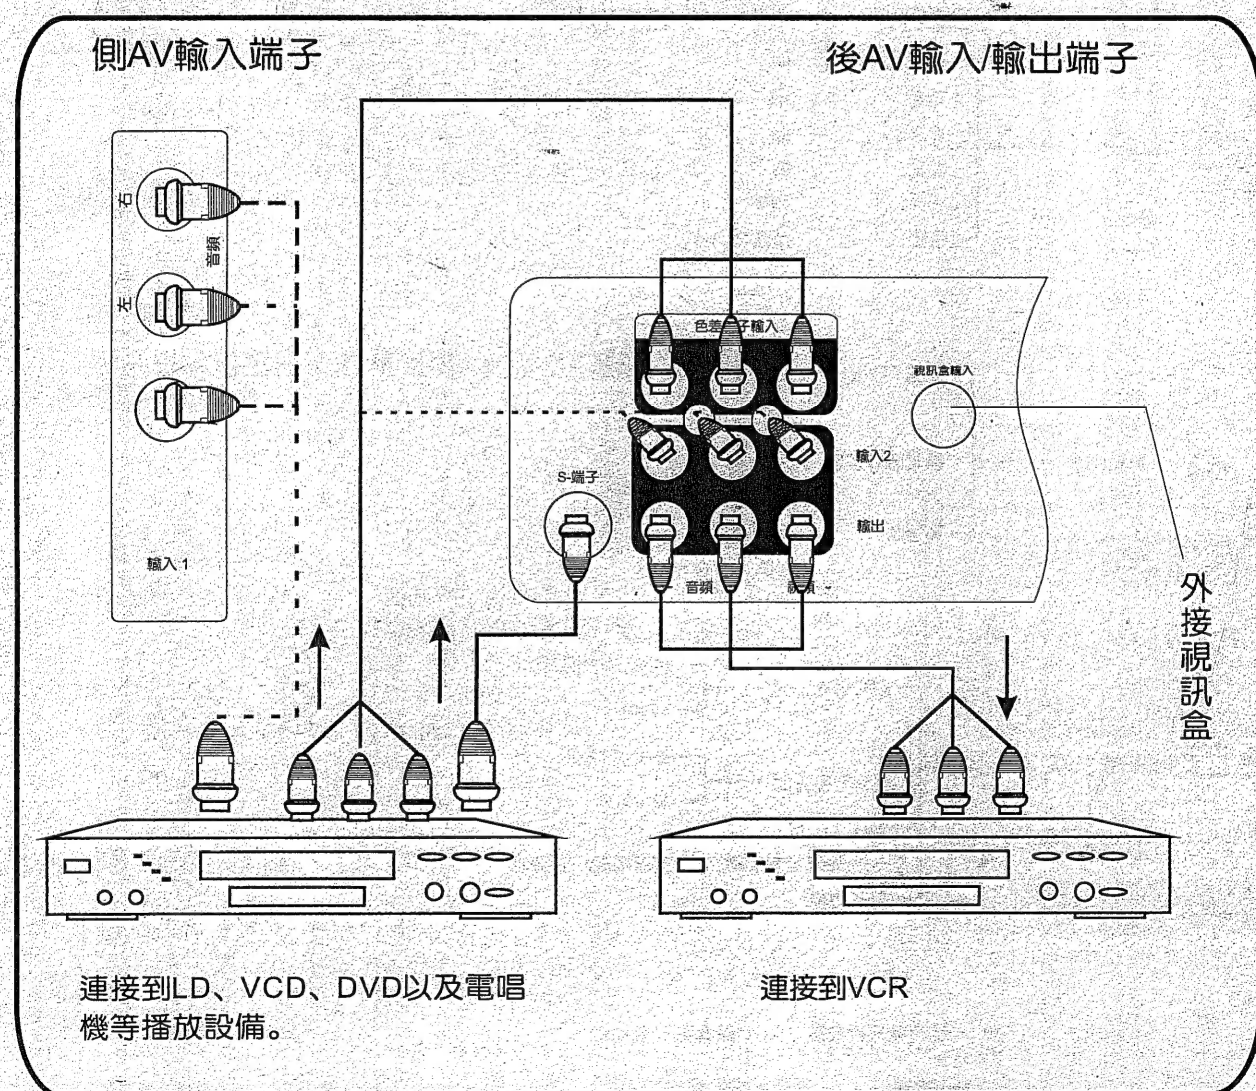 側AV輸入端子
後AV輸入/輸出端子
右
音頻
左
輸入 1
色差
子輸入
視訊盒輸入
S-端子
輸入2
輸出
音頻
外接視訊盒
連接到LD、VCD、DVD以及電唱
機等播放設備。
連接到VCR